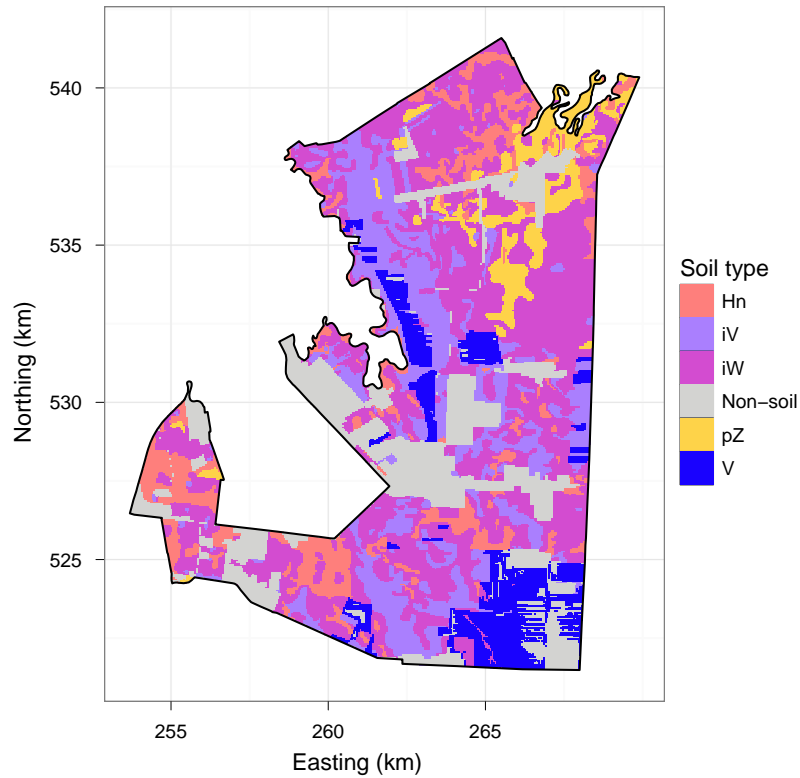 540
535
530
525
Northing (km)
255
260
265
Easting (km)
Soil type
Hn
iV
iW
Non−soil
pZ
V